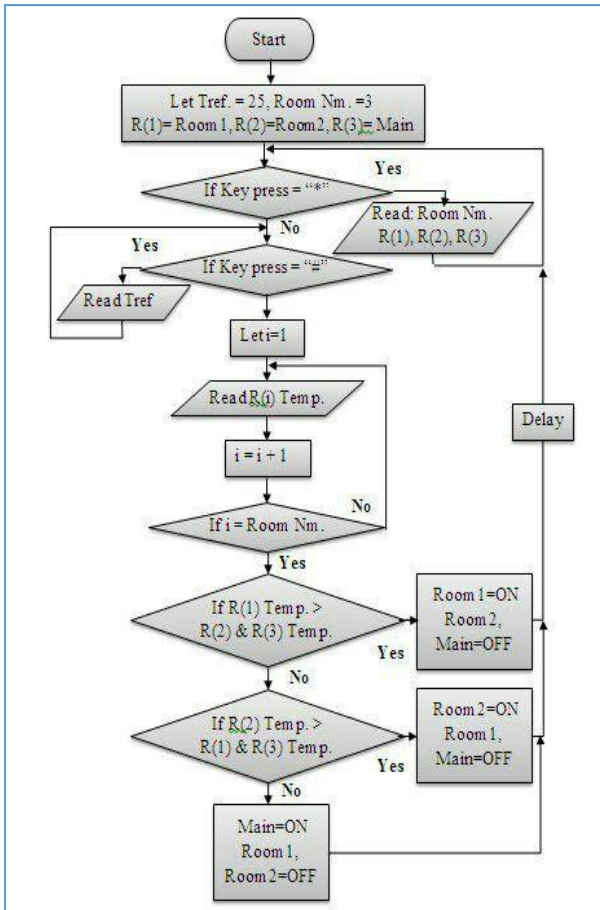 Start
Let Tref. = 25, Room Nm. =3
R(1)= Room 1, R(2)=Room2, R(3)= Main
Yes
If Key press = “*”
Read: Room Nm.
R(1), R(2), R(3)
No
Yes
If Key press = “#”
Read Tref
Let i=1
Read R(i) Temp.
Delay
i = i + 1
No
If i = Room Nm.
Yes
If R(1) Temp. >
R(2) & R(3) Temp.
Room 1=ON
Room 2,
Main=OFF
Yes
No
If R(2) Temp. >
R(1) & R(3) Temp.
Room 2=ON
Room 1,
Main=OFF
Yes
No
Main=ON
Room 1,
Room 2=OFF